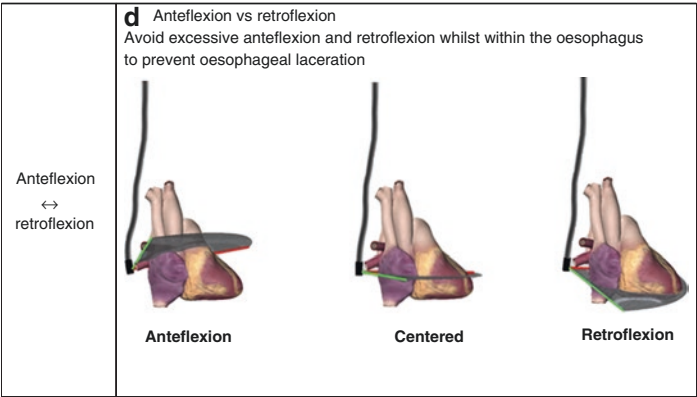 d Anteflexion vs retroflexion
Avoid excessive anteflexion and retroflexion whilst within the oesophagus
to prevent oesophageal laceration
Anteflexion
↔
retroflexion
Anteflexion
Centered
Retroflexion